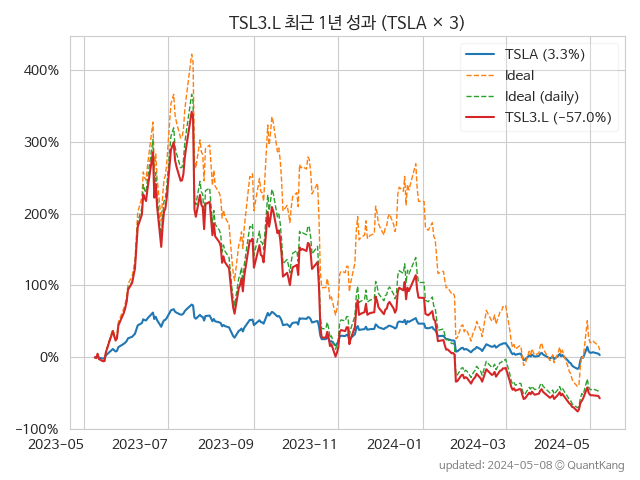 TSL3.L 최근 1년 성과 (TSLA × 3)
TSLA (3.3%)
Ideal
Ideal (daily)
TSL3.L (−57.0%)
400%
300%
200%
100%
0%
−100%
2023-05 2023-07 2023-09 2023-11 2024-01 2024-03 2024-05
updated: 2024-05-08 © QuantKang